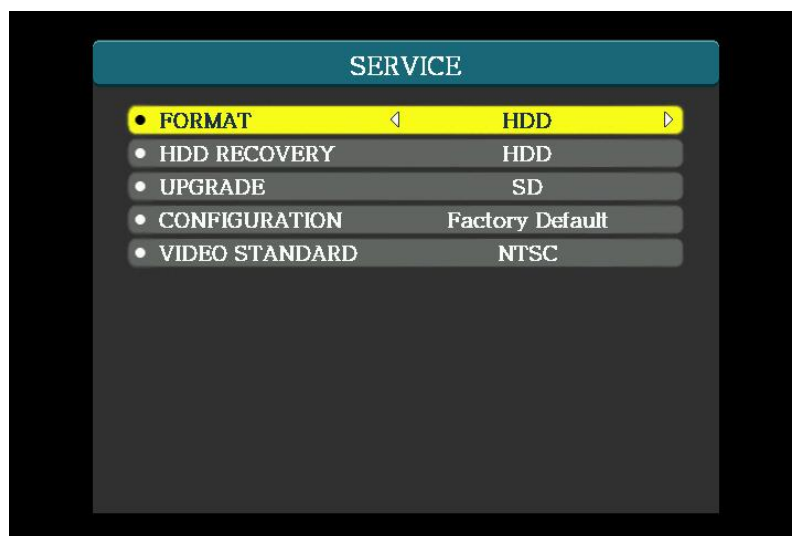 SERVICE
FORMAT HDD
HDD RECOVERY HDD
UPGRADE SD
CONFIGURATION Factory Default
VIDEO STANDARD NTSC